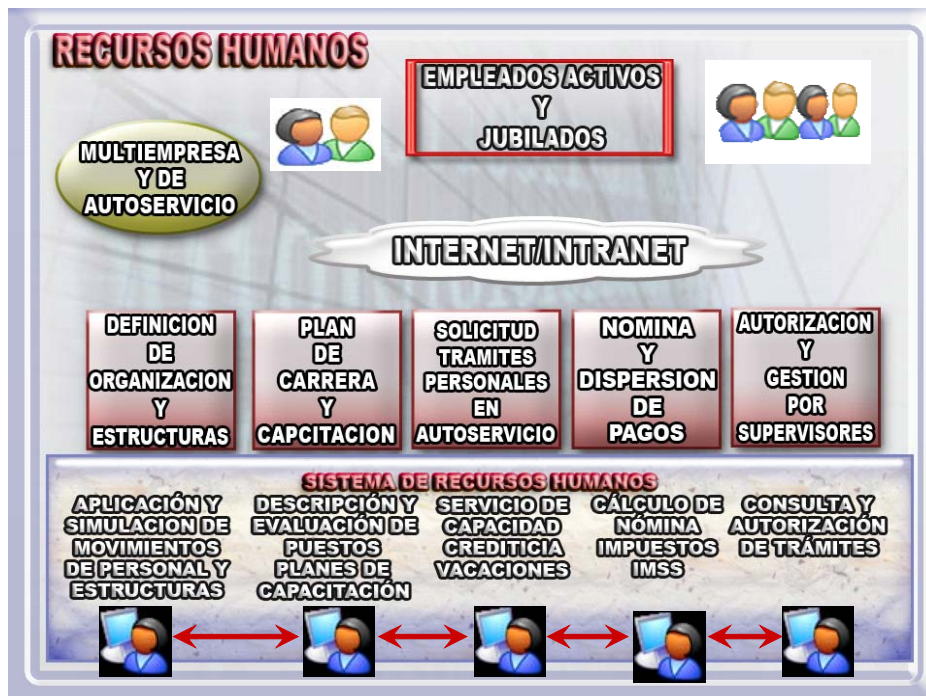 RECURSOS HUMANOS
EMPLEADOS ACTIVOS
Y
JUBILADOS
MULTIEMPRESA
Y DE
AUTOSERVICIO
INTERNET/INTRANET
DEFINICION
DE
ORGANIZACION
Y
ESTRUCTURAS
PLAN
DE
CARRERA
Y
CAPCITACION
SOLICITUD
TRAMITES
PERSONALES
EN
AUTOSERVICIO
NOMINA
Y
DISPERSION
DE
PAGOS
AUTORIZACION
Y
GESTION
POR
SUPERVISORES
SISTEMA DE RECURSOS HUMANOS
APLICACIÓN Y
SIMULACION DE
MOVIMIENTOS
DE PERSONAL Y
ESTRUCTURAS
DESCRIPCIÓN Y
EVALUACIÓN DE
PUESTOS
PLANES DE
CAPACITACIÓN
SERVICIO DE
CAPACIDAD
CREDITICIA
VACACIONES
CÁLCULO DE
NÓMINA
IMPUESTOS
IMSS
CONSULTA Y
AUTORIZACIÓN
DE TRÁMITES